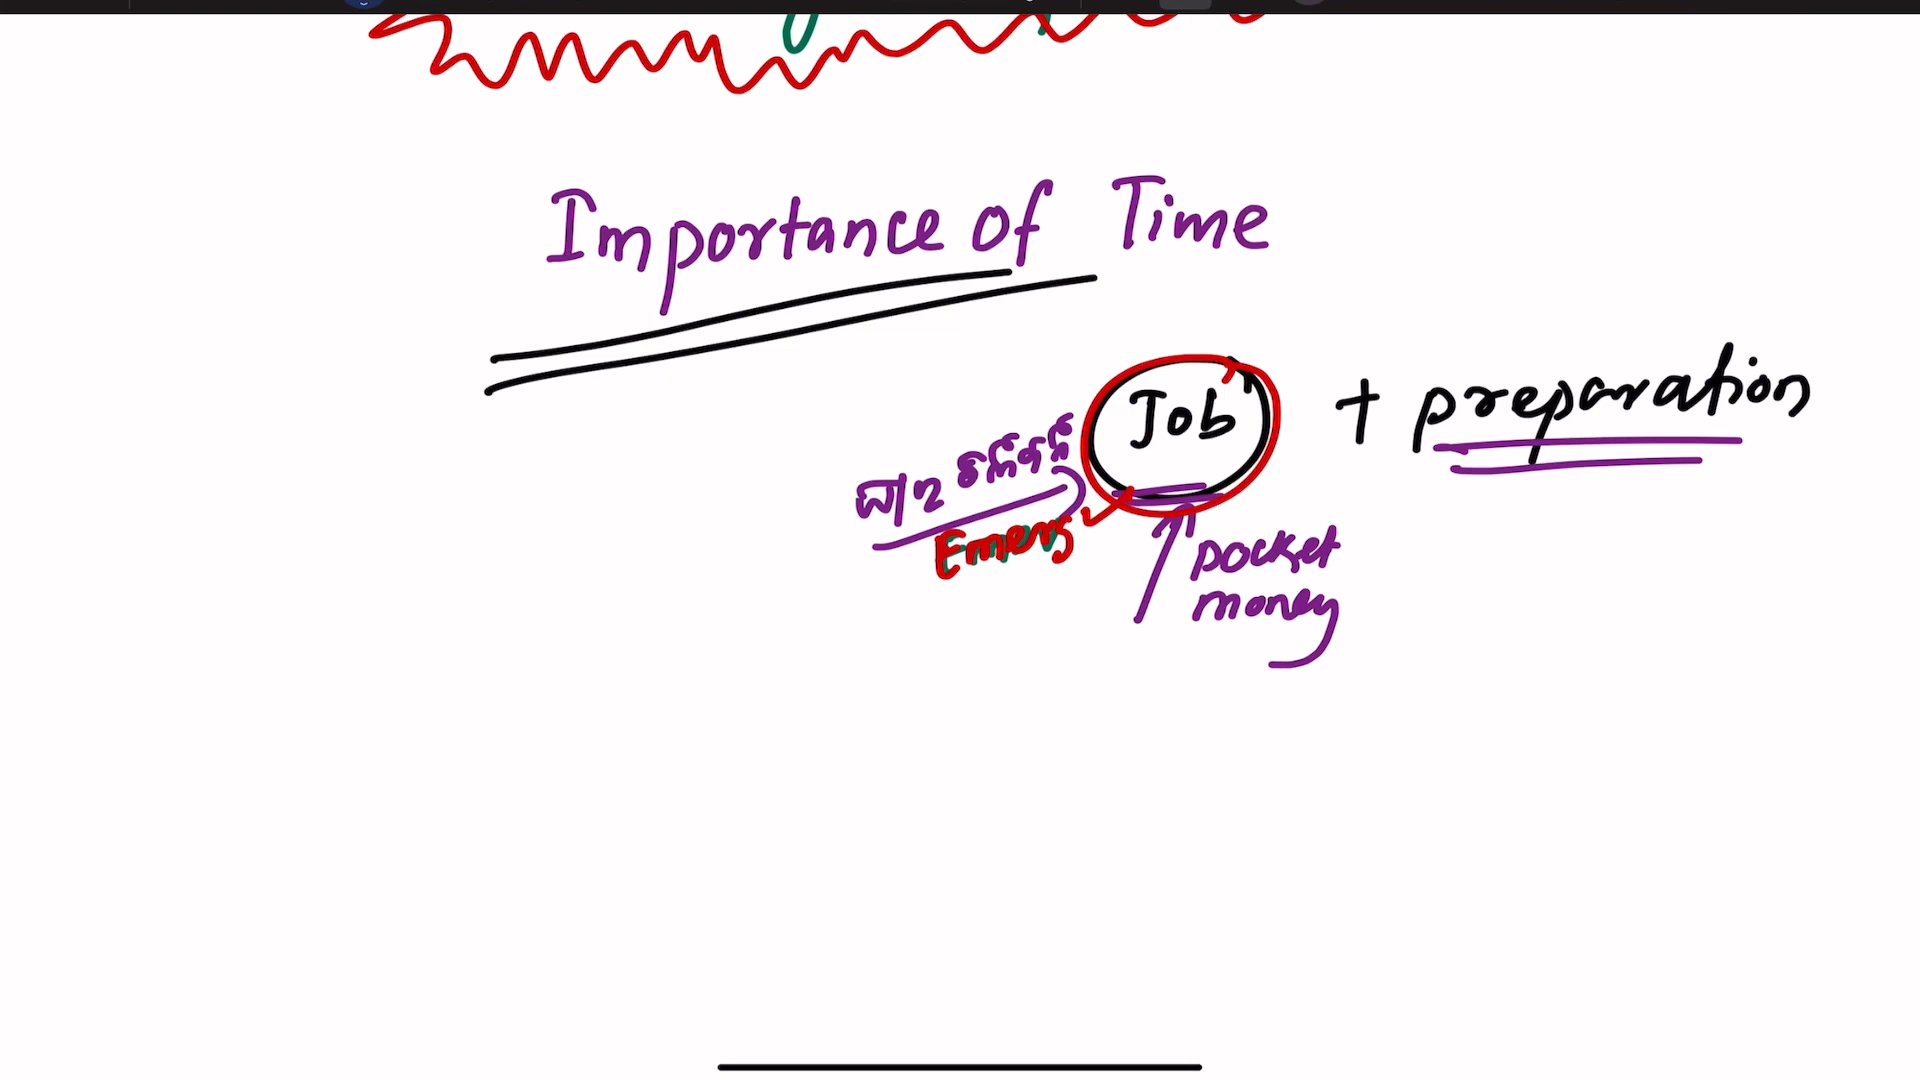 Importance of Time
Job + preparation
Emerg
pocket
money